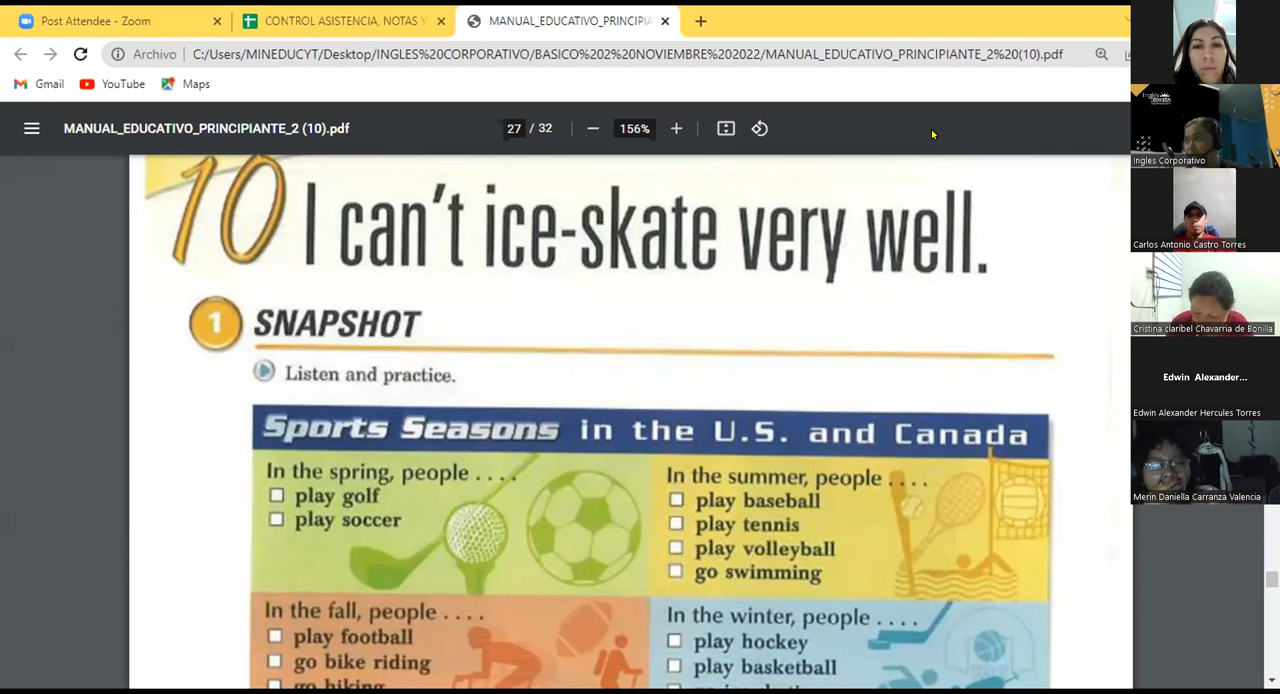 Post Attendee - Zoom
CONTROL ASISTENCIA, NOTAS Y
MANUAL_EDUCATIVO_PRINCIPIA
Archivo
C:/Users/MINEDUCYT/Desktop/INGLES%20CORPORATIVO/BASICO%202%20NOVIEMBRE%202022/MANUAL_EDUCATIVO_PRINCIPIANTE_2%20(10).pdf
Gmail
YouTube
Maps
MANUAL_EDUCATIVO_PRINCIPIANTE_2 (10).pdf
27 / 32
156%
10 I can't ice-skate very well.
1 SNAPSHOT
Listen and practice.
Sports Seasons in the U.S. and Canada
In the spring, people . . . .
play golf
play soccer
In the summer, people . . . .
play baseball
play tennis
play volleyball
go swimming
In the fall, people . . . .
play football
go bike riding
go hiking
In the winter, people . . . .
play hockey
play basketball
Ingles Corporativo
Carlos Antonio Castro Torres
Cristina claribel Chavarria de Bonilla
Edwin Alexander...
Edwin Alexander Hercules Torres
Merin Daniella Carranza Valencia